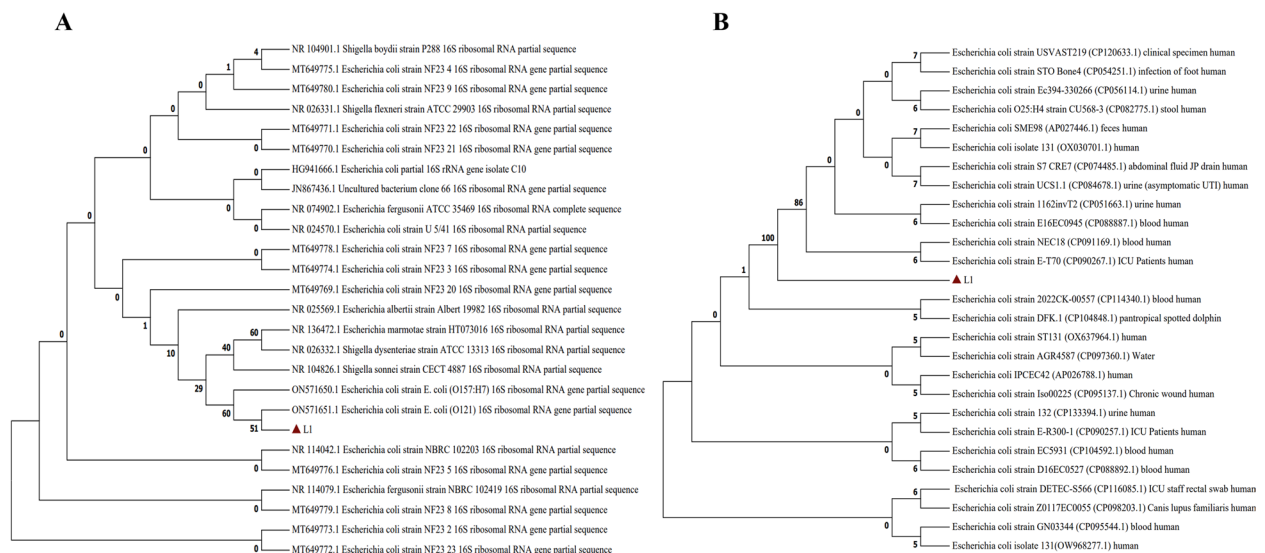 A
NR 104901.1 Shigella boydii strain P288 16S ribosomal RNA partial sequence
4
MT649775.1 Escherichia coli strain NF23 4 16S ribosomal RNA gene partial sequence
1
MT649780.1 Escherichia coli strain NF23 9 16S ribosomal RNA gene partial sequence
0
NR 026331.1 Shigella flexneri strain ATCC 29903 16S ribosomal RNA partial sequence
0
MT649771.1 Escherichia coli strain NF23 22 16S ribosomal RNA gene partial sequence
MT649770.1 Escherichia coli strain NF23 21 16S ribosomal RNA gene partial sequence
0
0
HG941666.1 Escherichia coli partial 16S rRNA gene isolate C10
0
JN867436.1 Uncultured bacterium clone 66 16S ribosomal RNA gene partial sequence
0
NR 074902.1 Escherichia fergusonii ATCC 35469 16S ribosomal RNA complete sequence
0
NR 024570.1 Escherichia coli strain U 5/41 16S ribosomal RNA partial sequence
0
0
MT649778.1 Escherichia coli strain NF23 7 16S ribosomal RNA gene partial sequence
0
MT649774.1 Escherichia coli strain NF23 3 16S ribosomal RNA gene partial sequence
0
MT649769.1 Escherichia coli strain NF23 20 16S ribosomal RNA gene partial sequence
1
NR 025569.1 Escherichia albertii strain Albert 19982 16S ribosomal RNA partial sequence
10
NR 136472.1 Escherichia marmotae strain HT073016 16S ribosomal RNA partial sequence
60
NR 026332.1 Shigella dysenteriae strain ATCC 13313 16S ribosomal RNA partial sequence
40
NR 104826.1 Shigella sonnei strain CECT 4887 16S ribosomal RNA partial sequence
29
ON571650.1 Escherichia coli strain E. coli (O157:H7) 16S ribosomal RNA gene partial sequence
60
ON571651.1 Escherichia coli strain E. coli (O121) 16S ribosomal RNA gene partial sequence
51
L1
0
NR 114042.1 Escherichia coli strain NBRC 102203 16S ribosomal RNA partial sequence
MT649776.1 Escherichia coli strain NF23 5 16S ribosomal RNA gene partial sequence
0
NR 114079.1 Escherichia fergusonii strain NBRC 102419 16S ribosomal RNA partial sequence
MT649779.1 Escherichia coli strain NF23 8 16S ribosomal RNA gene partial sequence
0
MT649773.1 Escherichia coli strain NF23 2 16S ribosomal RNA gene partial sequence
MT649772.1 Escherichia coli strain NF23 23 16S ribosomal RNA gene partial sequence
0
B
Escherichia coli strain USVAST219 (CP120633.1) clinical specimen human
7
Escherichia coli strain STO Bone4 (CP054251.1) infection of foot human
0
Escherichia coli strain Ec394-330266 (CP056114.1) urine human
Escherichia coli O25:H4 strain CU568-3 (CP082775.1) stool human
6
0
Escherichia coli SME98 (AP027446.1) feces human
7
Escherichia coli isolate 131 (OX030701.1) human
0
Escherichia coli strain S7 CRE7 (CP074485.1) abdominal fluid JP drain human
Escherichia coli strain UCS1.1 (CP084678.1) urine (asymptomatic UTI) human
7
0
Escherichia coli strain 1162invT2 (CP051663.1) urine human
Escherichia coli strain E16EC0945 (CP088887.1) blood human
6
86
Escherichia coli strain NEC18 (CP091169.1) blood human
Escherichia coli strain E-T70 (CP090267.1) ICU Patients human
6
100
L1
1
Escherichia coli strain 2022CK-00557 (CP114340.1) blood human
Escherichia coli strain DFK.1 (CP104848.1) pantropical spotted dolphin
5
0
Escherichia coli strain ST131 (OX637964.1) human
5
Escherichia coli strain AGR4587 (CP097360.1) Water
0
Escherichia coli IPCEC42 (AP026788.1) human
Escherichia coli strain Iso00225 (CP095137.1) Chronic wound human
5
Escherichia coli strain 132 (CP133394.1) urine human
5
Escherichia coli strain E-R300-1 (CP090257.1) ICU Patients human
0
Escherichia coli strain EC5931 (CP104592.1) blood human
Escherichia coli strain D16EC0527 (CP088892.1) blood human
6
Escherichia coli strain DETEC-S566 (CP116085.1) ICU staff rectal swab human
6
Escherichia coli strain Z0117EC0055 (CP098203.1) Canis lupus familiaris human
0
Escherichia coli strain GN03344 (CP095544.1) blood human
Escherichia coli isolate 131(OW968277.1) human
5